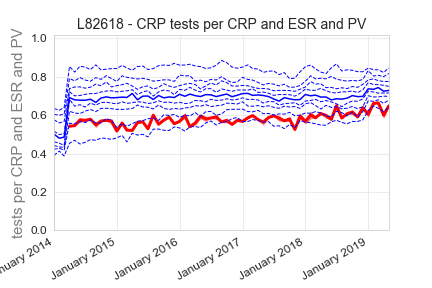 L82618 - CRP tests per CRP and ESR and PV
tests per CRP and ESR and PV
1.0
0.8
0.6
0.4
0.2
0.0
2014
January 2015
January 2016
January 2017
January 2018
January 2019